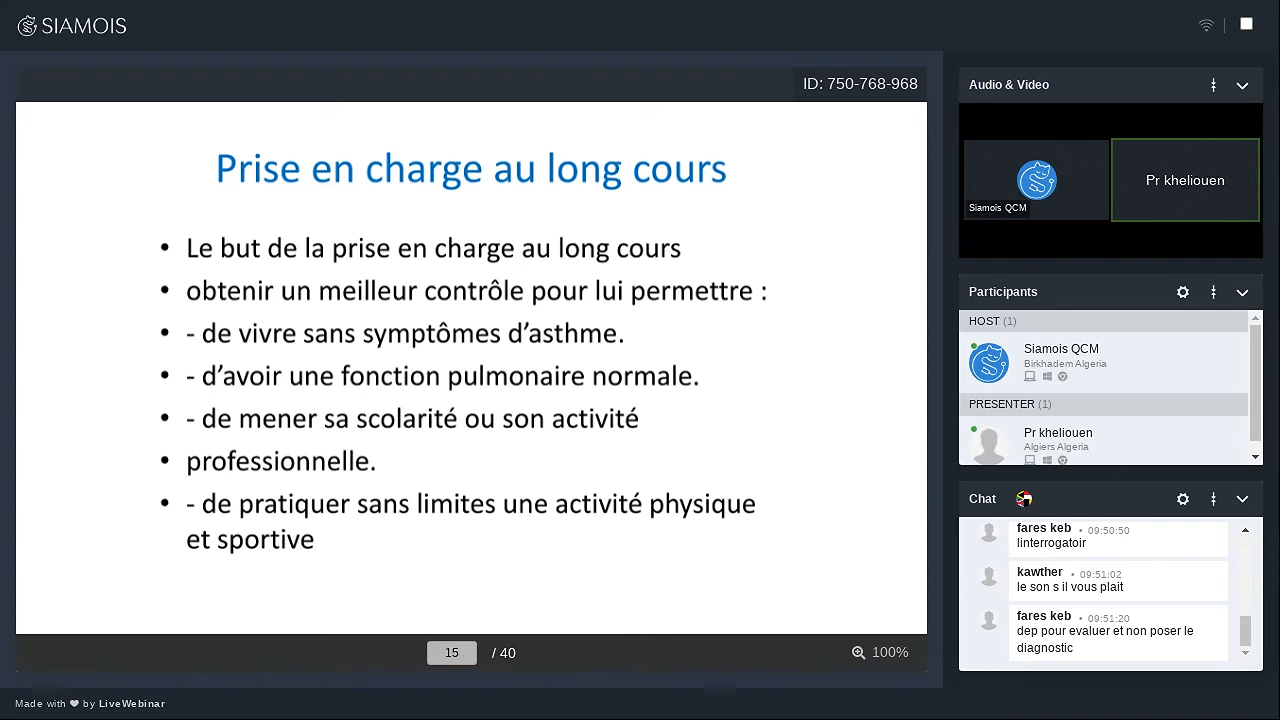 SIAMOIS
ID: 750-768-968
Prise en charge au long cours
• Le but de la prise en charge au long cours
• obtenir un meilleur contrôle pour lui permettre :
• - de vivre sans symptômes d’asthme.
• - d’avoir une fonction pulmonaire normale.
• - de mener sa scolarité ou son activité
• professionnelle.
• - de pratiquer sans limites une activité physique
et sportive
15 / 40
100%
Audio & Video
Siamois QCM
Pr kheliouen
Participants
HOST (1)
Siamois QCM
Birkhadem Algeria
PRESENTER (1)
Pr kheliouen
Algiers Algeria
Chat
fares keb • 09:50:50
linterrogatoir
kawther • 09:51:02
le son s il vous plait
fares keb • 09:51:20
dep pour evaluer et non poser le
diagnostic
Made with ❤ by LiveWebinar